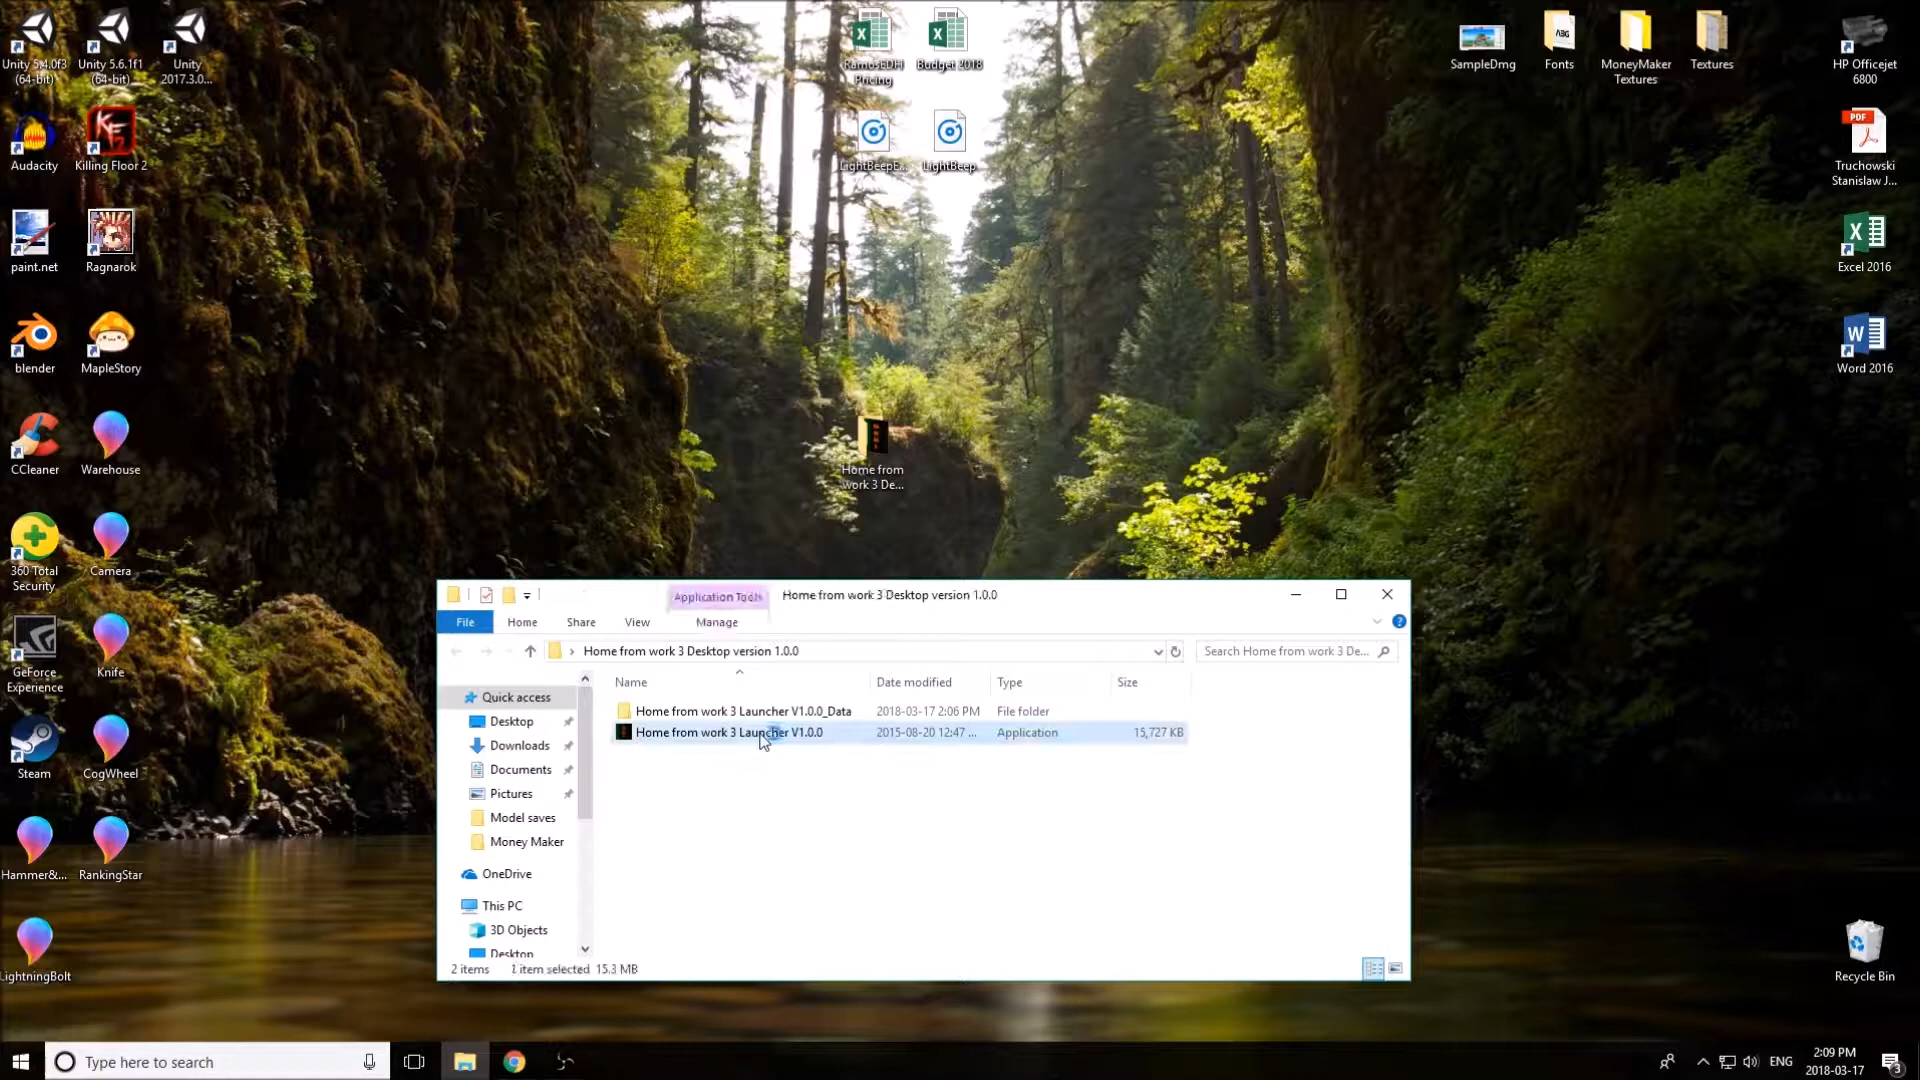 Unity 5.4.0f3
(64-bit)
Unity 5.6.1f1
(64-bit)
Unity
2017.3.0...
RamosEDH
Pricing
Budget 2018
SampleDmg
Fonts
MoneyMaker
Textures
Textures
HP Officejet
6800
Audacity
Killing Floor 2
LightBeepE...
LightBeep
PDF
Truchowski
Stanislaw J...
paint.net
Ragnarok
Excel 2016
blender
MapleStory
Word 2016
CCleaner
Warehouse
Home from
work 3 De...
360 Total
Security
Camera
GeForce
Experience
Knife
Steam
CogWheel
Hammer&...
RankingStar
LightningBolt
Recycle Bin
Application Tools
Home from work 3 Desktop version 1.0.0
File
Home
Share
View
Manage
Home from work 3 Desktop version 1.0.0
Search Home from work 3 De...
Name
Date modified
Type
Size
Quick access
Desktop
Downloads
Documents
Pictures
Model saves
Money Maker
OneDrive
This PC
3D Objects
Desktop
Home from work 3 Launcher V1.0.0_Data
2018-03-17 2:06 PM
File folder
Home from work 3 Launcher V1.0.0
2015-08-20 12:47 ...
Application
15,727 KB
2 items
1 item selected 15.3 MB
Type here to search
ENG
2:09 PM
2018-03-17
3